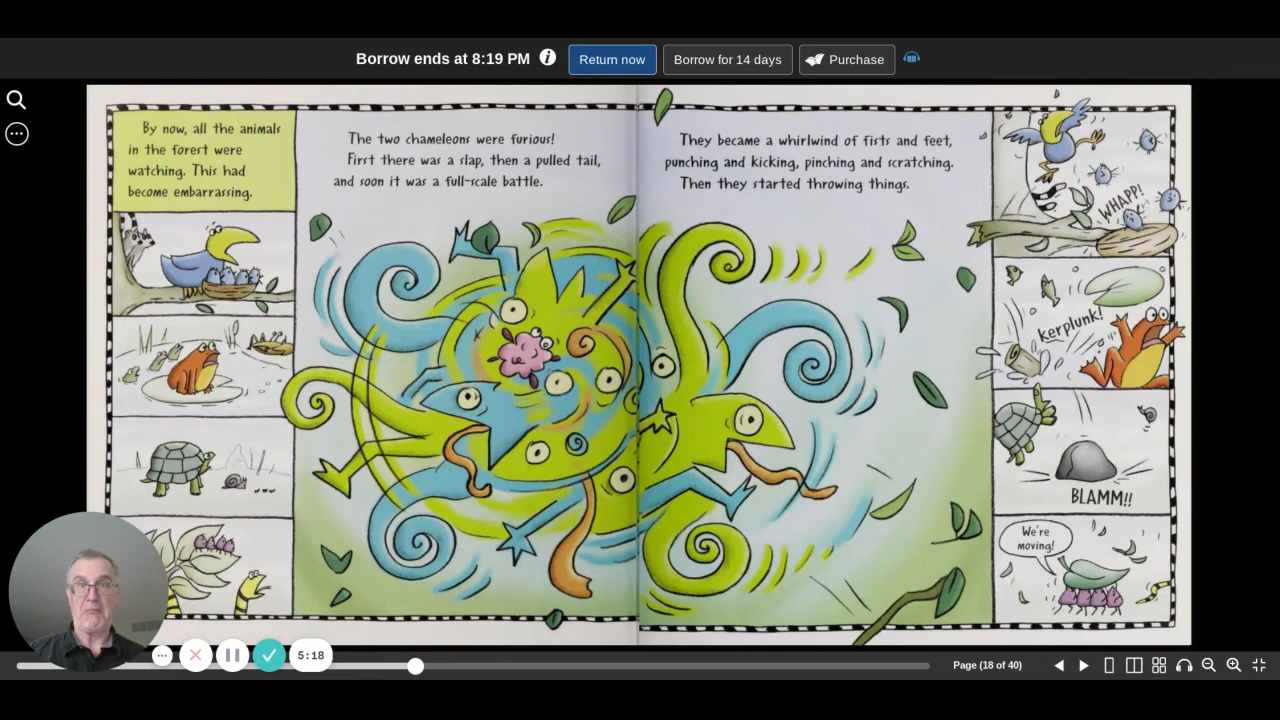 Borrow ends at 8:19 PM
Return now
Borrow for 14 days
Purchase
By now, all the animals
in the forest were
watching. This had
become embarrassing.
The two chameleons were furious!
First there was a slap, then a pulled tail,
and soon it was a full-scale battle.
They became a whirlwind of fists and feet,
punching and kicking, pinching and scratching.
Then they started throwing things.
WHAPP!
kerplunk!
BLAMM!!
We're
moving!
5:18
Page (18 of 40)